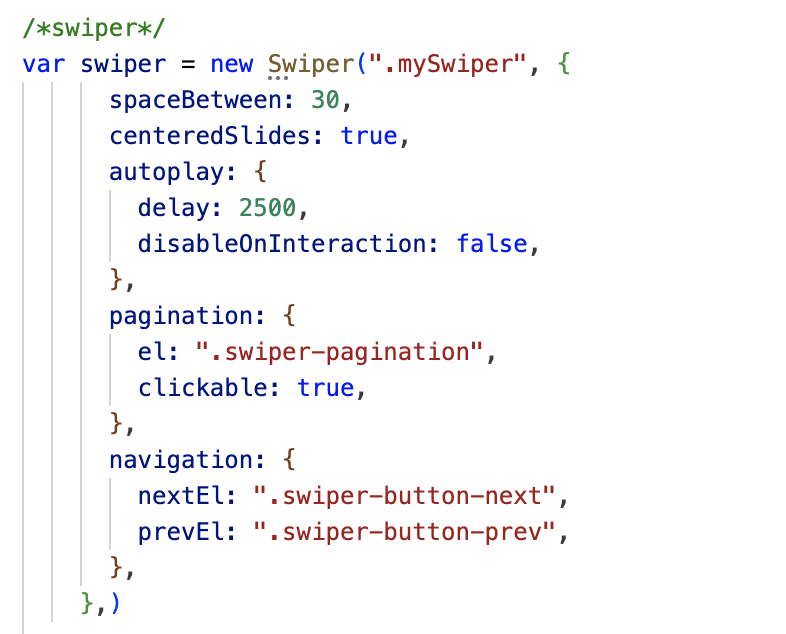 /*swiper*/
var swiper = new Swiper(".mySwiper", {
spaceBetween: 30,
centeredSlides: true,
autoplay: {
delay: 2500,
disableOnInteraction: false,
},
pagination: {
el: ".swiper-pagination",
clickable: true,
},
navigation: {
nextEl: ".swiper-button-next",
prevEl: ".swiper-button-prev",
},
},)